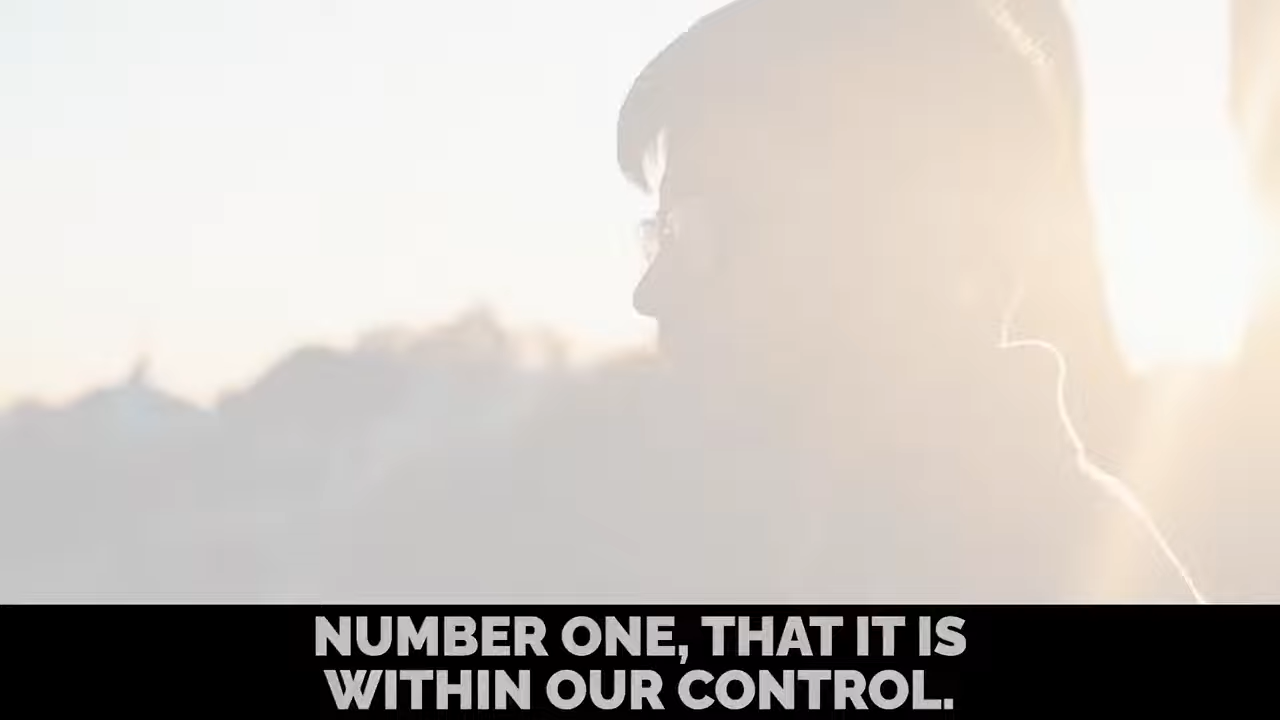 NUMBER ONE, THAT IT IS
WITHIN OUR CONTROL.